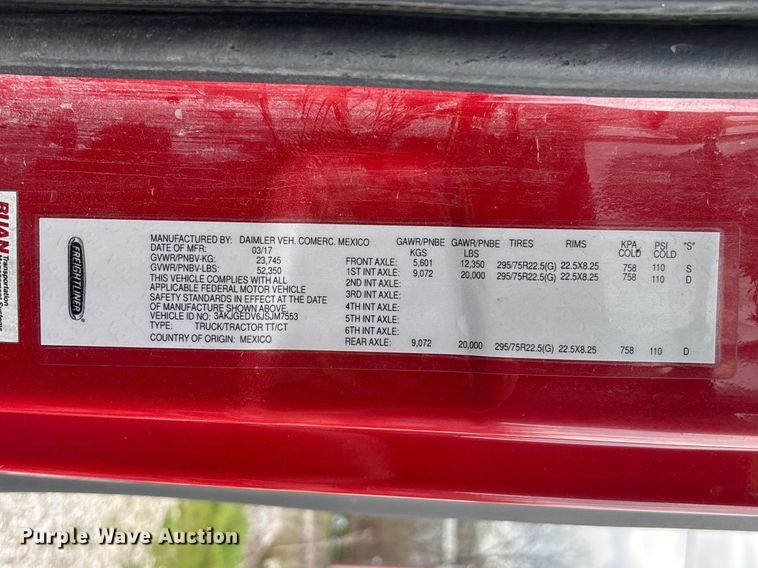 RUAN
Transportation
Management Systems
FREIGHTLINER
MANUFACTURED BY: DAIMLER VEH. COMERC. MEXICO
DATE OF MFR: 03/17
GVWR/PNBV-KG: 23,745
GVWR/PNBV-LBS: 52,350
THIS VEHICLE COMPLIES WITH ALL
APPLICABLE FEDERAL MOTOR VEHICLE
SAFETY STANDARDS IN EFFECT AT THE DATE
OF MANUFACTURE SHOWN ABOVE.
VEHICLE ID NO: 3AKJGEDV6JSJM7553
TYPE: TRUCK/TRACTOR TT/CT
COUNTRY OF ORIGIN: MEXICO
GAWR/PNBE KGS GAWR/PNBE LBS TIRES RIMS KPA COLD PSI COLD "S"
FRONT AXLE: 5,601 12,350 295/75R22.5(G) 22.5X8.25 758 110 S
1ST INT AXLE: 9,072 20,000 295/75R22.5(G) 22.5X8.25 758 110 D
2ND INT AXLE:
3RD INT AXLE:
4TH INT AXLE:
5TH INT AXLE:
6TH INT AXLE:
REAR AXLE: 9,072 20,000 295/75R22.5(G) 22.5X8.25 758 110 D
Purple Wave Auction